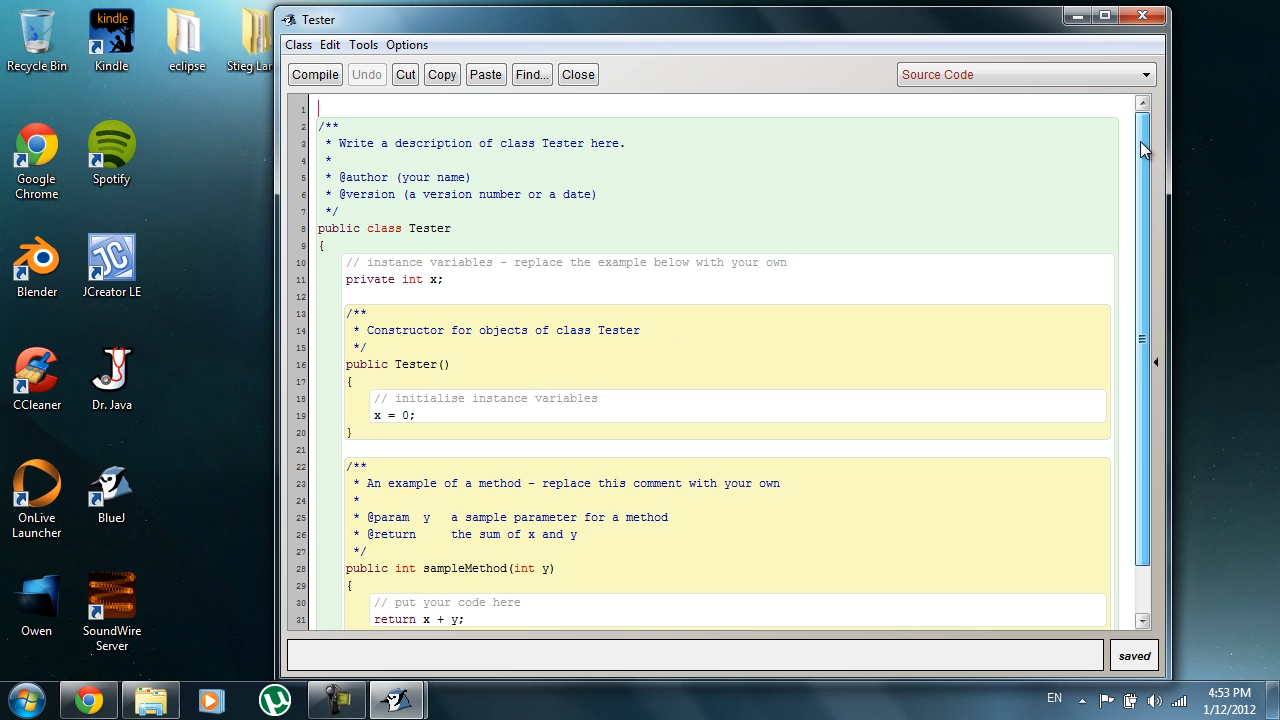 Recycle Bin
kindle
Kindle
eclipse
Stieg Lar
Google
Chrome
Spotify
Blender
JC
JCreator LE
CCleaner
Dr. Java
OnLive
Launcher
BlueJ
Owen
SoundWire
Server
Tester
Class Edit Tools Options
Compile Undo Cut Copy Paste Find... Close Source Code
1
2 /**
3  * Write a description of class Tester here.
4  *
5  * @author (your name)
6  * @version (a version number or a date)
7  */
8 public class Tester
9 {
10 // instance variables - replace the example below with your own
11 private int x;
12
13 /**
14  * Constructor for objects of class Tester
15  */
16 public Tester()
17 {
18 // initialise instance variables
19 x = 0;
20 }
21
22 /**
23  * An example of a method - replace this comment with your own
24  *
25  * @param  y   a sample parameter for a method
26  * @return     the sum of x and y
27  */
28 public int sampleMethod(int y)
29 {
30 // put your code here
31 return x + y;
saved
EN
4:53 PM
1/12/2012